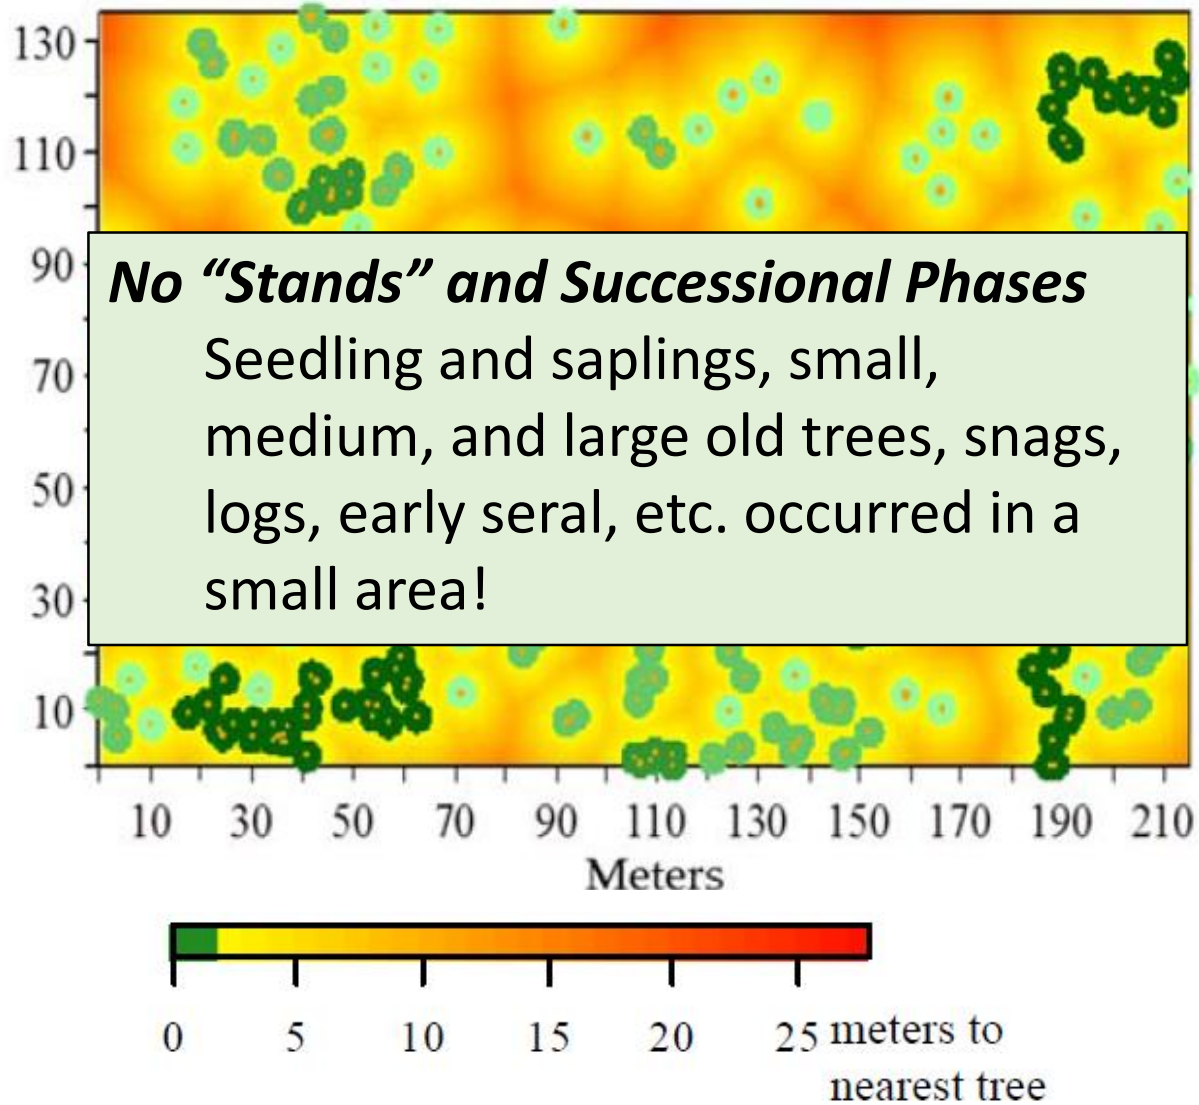 130
110
90
70
50
30
10
No “Stands” and Successional Phases
Seedling and saplings, small,
medium, and large old trees, snags,
logs, early seral, etc. occurred in a
small area!
10 30 50 70 90 110 130 150 170 190 210
Meters
0 5 10 15 20 25 meters to
nearest tree